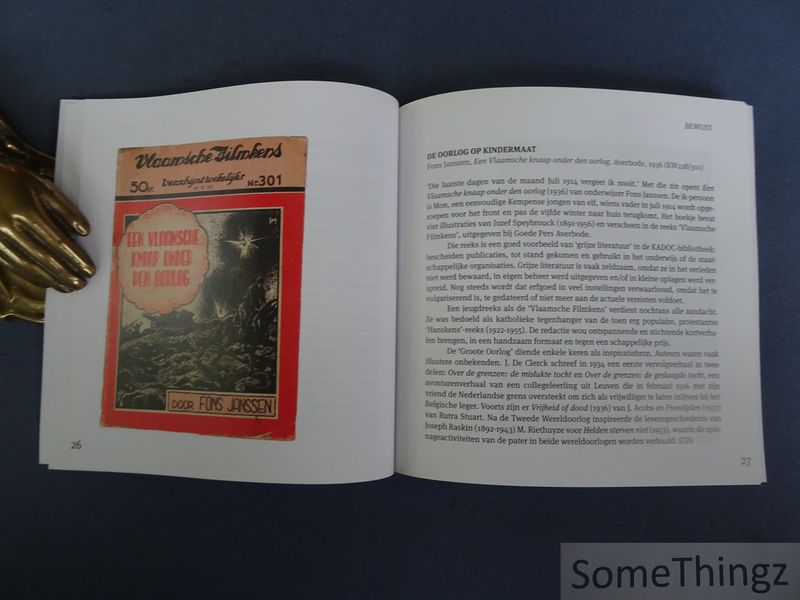 Vlaamsche Filmkens
50c. Verschijnt wekelijks Nr. 301
EEN VLAAMSCHE
KNAAP ONDER
DEN OORLOG
DOOR FONS JANSSEN
26
BEWUST
DE OORLOG OP KINDERMAAT
Fons Janssen, Een Vlaamsche knaap onder den oorlog. Averbode, 1936 (KW228/301)
'Die laatste dagen van de maand Juli 1914 vergeet ik nooit.' Met die zin opent Een
Vlaamsche knaap onder den oorlog (1936) van onderwijzer Fons Janssen. De ik persoon
is Mon, een eenvoudige Kempense jongen van elf, wiens vader in juli 1914 wordt opge-
roepen voor het front en pas de vijfde winter naar huis terugkomt. Het boekje bevat
vier illustraties van Jozef Speybrouck (1891-1956) en verscheen in de reeks 'Vlaamsche
Filmkens', uitgegeven bij Goede Pers Averbode.
Die reeks is een goed voorbeeld van 'grijze literatuur' in de KADOC-bibliotheek:
bescheiden publicaties, tot stand gekomen en gebruikt in het onderwijs of de maat-
schappelijke organisaties. Grijze literatuur is vaak zeldzaam, omdat ze in het verleden
niet werd bewaard, in eigen beheer werd uitgegeven en/of in kleine oplagen werd ver-
spreid. Nog steeds wordt dat erfgoed in veel instellingen verwaarloosd, omdat het te
vulgariserend is, te gedateerd of niet meer aan de actuele vereisten voldoet.
Een jeugdreeks als de 'Vlaamsche Filmkens' verdient nochtans alle aandacht.
Ze was bedoeld als katholieke tegenhanger van de toen erg populaire, protestantse
'Hanskens'-reeks (1922-1955). De redactie wou ontspannende en stichtende kortverha-
len brengen, in een handzaam formaat en tegen een schappelijke prijs.
De 'Groote Oorlog' diende enkele keren als inspiratiebron. Auteurs waren vaak
illustere onbekenden. J. De Clerck schreef in 1934 een eerste vervolgverhaal in twee
delen: Over de grenzen: de mislukte tocht en Over de grenzen: de geslaagde tocht, een
avonturenverhaal van een collegeleerling uit Leuven die in februari 1916 met zijn
vriend de Nederlandse grens oversteekt om zich als vrijwilliger te laten inlijven bij het
Belgische leger. Voorts zijn er Vrijheid of dood (1936) van J. Acobs en Fronttijden (1937)
van Rutra Stuart. Na de Tweede Wereldoorlog inspireerde de levensgeschiedenis van
Joseph Raskin (1892-1943) M. Riethuyze voor Helden sterven niet (1953), waarin de spio-
nageactiviteiten van de pater in beide wereldoorlogen worden verhaald. (CD)
27
SomeThingz